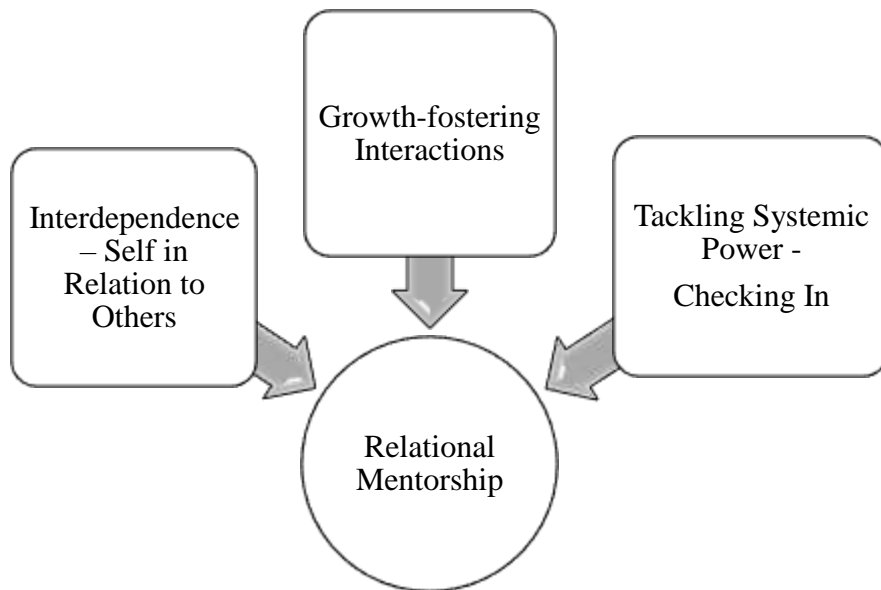 Interdependence
– Self in
Relation to
Others
Growth-fostering
Interactions
Tackling Systemic
Power -
Checking In
Relational
Mentorship